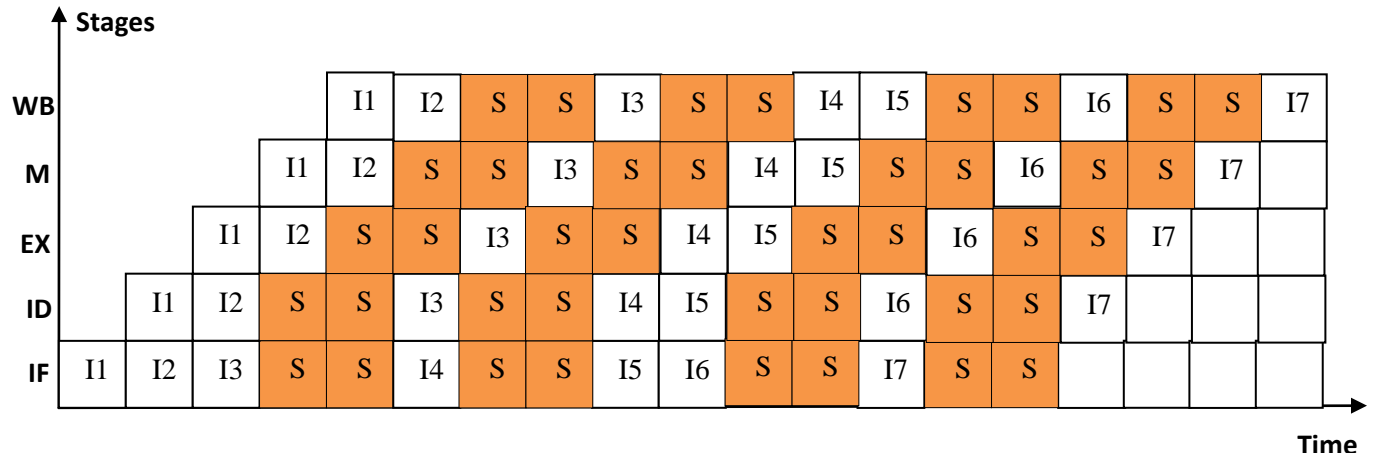 Stages
WB I1 I2 S S I3 S S I4 I5 S S I6 S S I7
M I1 I2 S S I3 S S I4 I5 S S I6 S S I7
EX I1 I2 S S I3 S S I4 I5 S S I6 S S I7
ID I1 I2 S S I3 S S I4 I5 S S I6 S S I7
IF I1 I2 I3 S S I4 S S I5 I6 S S I7 S S
Time